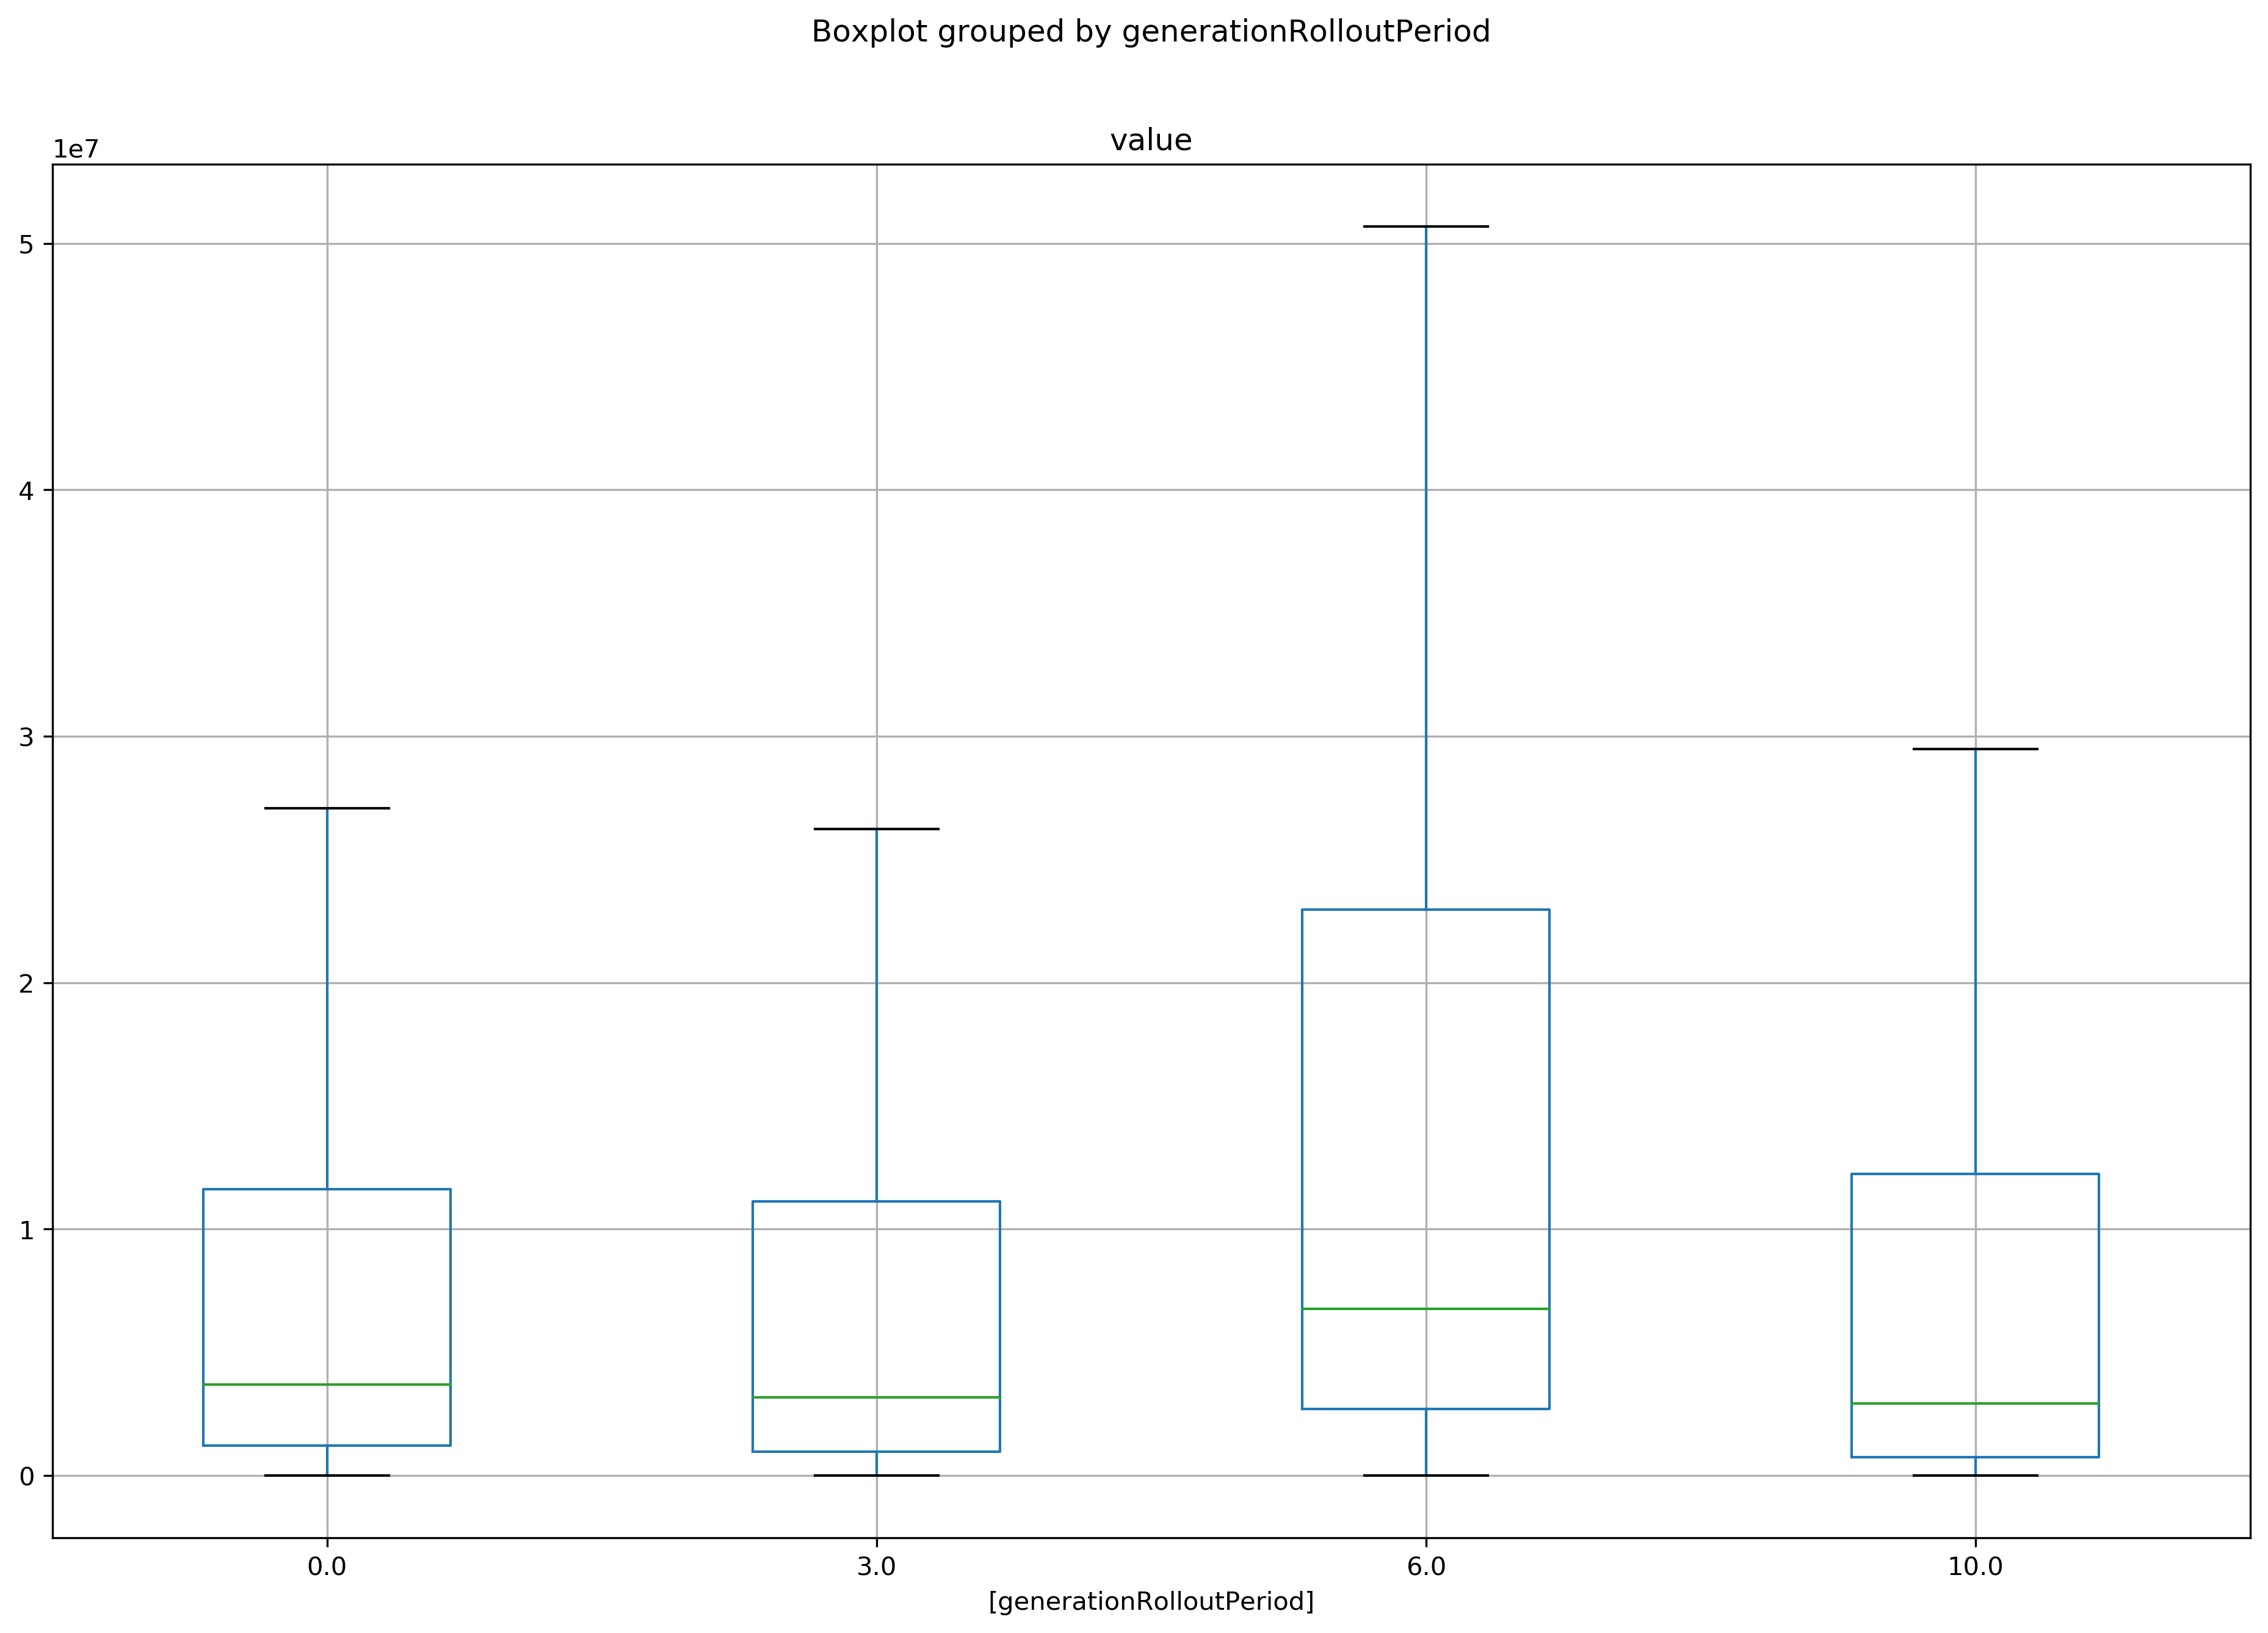 Boxplot grouped by generationRolloutPeriod
value
1e7
5
4
3
2
1
0
0.0 3.0 6.0 10.0
[generationRolloutPeriod]